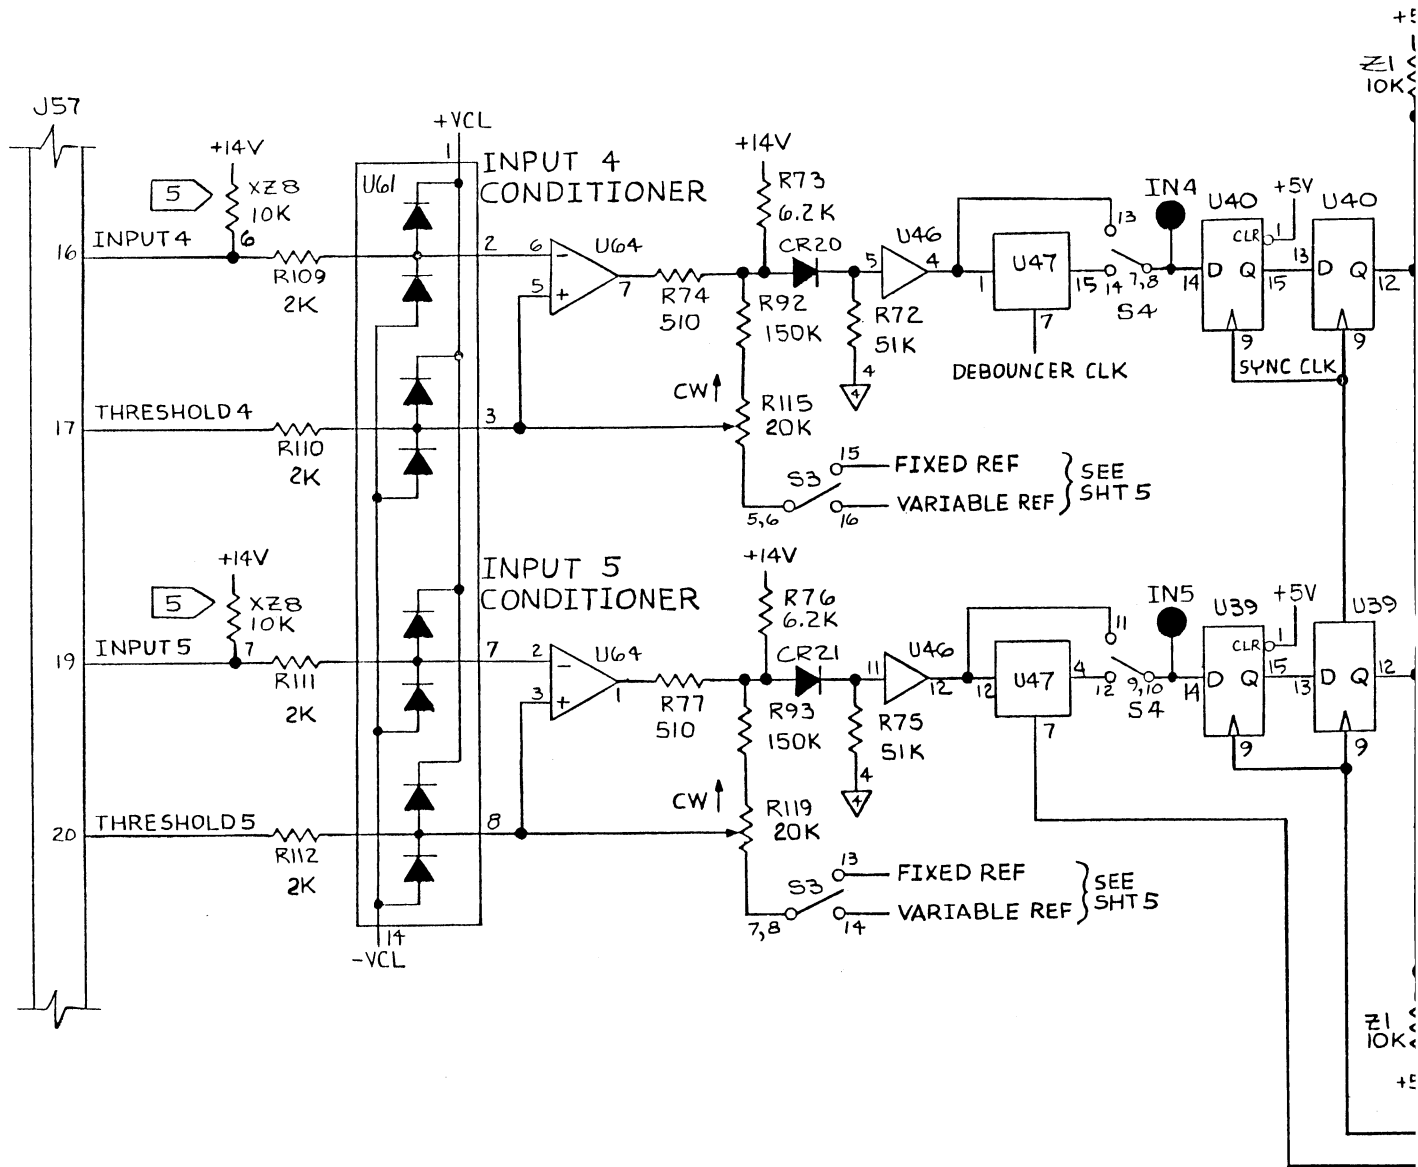 +5
Z1
10K
J57
+VCL
+14V
1
INPUT 4
CONDITIONER
+14V
U61
5
XZ8
10K
R73
6.2K
IN4
U40
+5V
U40
13
CLR
1
INPUT 4
6
2
6
U64
CR20
U46
5
4
13
16
R109
2K
−
5
+
7
R74
510
R92
150K
R72
51K
1
U47
15
14
7,8
S4
14
D
Q
15
D
Q
12
7
9
9
DEBOUNCER CLK
SYNC CLK
4
4
CW
THRESHOLD 4
3
R115
20K
17
R110
2K
15
FIXED REF
S3
SEE
SHT 5
5,6
16
VARIABLE REF
+14V
INPUT 5
CONDITIONER
+14V
5
XZ8
10K
R76
6.2K
IN5
U39
+5V
U39
11
CLR
1
INPUT 5
7
7
2
U64
CR21
11
U46
4
15
12
19
R111
2K
−
3
+
1
R77
510
R93
150K
R75
51K
12
12
U47
12
9,10
S4
14
D
Q
13
D
Q
7
9
9
4
4
CW
THRESHOLD 5
8
R119
20K
20
R112
2K
13
FIXED REF
S3
SEE
SHT 5
7,8
14
VARIABLE REF
14
-VCL
Z1
10K
+5